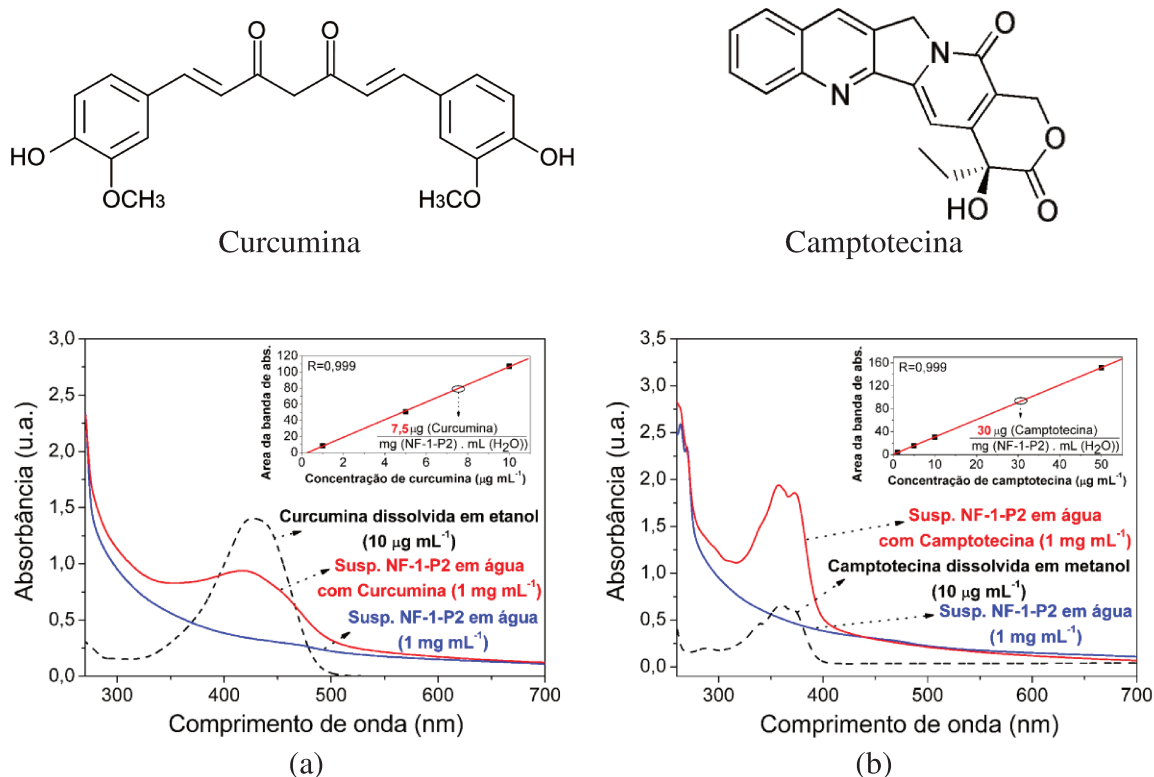 O O
HO OH
OCH3 H3CO
Curcumina
N O
N
O
HO O
Camptotecina
Absorbância (u.a.)
3,0
2,5
2,0
1,5
1,0
0,5
0,0
300 400 500 600 700
Comprimento de onda (nm)
Area da banda de abs.
120
100
80
60
40
20
0
R=0,999
7,5 µg (Curcumina)
mg (NF-1-P2) . mL (H2O))
0 2 4 6 8 10
Concentração de curcumina (µg mL-1)
Curcumina dissolvida em etanol
(10 µg mL-1)
Susp. NF-1-P2 em água
com Curcumina (1 mg mL-1)
Susp. NF-1-P2 em água
(1 mg mL-1)
(a)
Absorbância (u.a.)
3,5
3,0
2,5
2,0
1,5
1,0
0,5
0,0
300 400 500 600 700
Comprimento de onda (nm)
Area da banda de abs.
160
120
80
40
0
R=0,999
30 µg (Camptotecina)
mg (NF-1-P2) . mL (H2O))
0 10 20 30 40 50
Concentração de camptotecina (µg mL-1)
Susp. NF-1-P2 em água
com Camptotecina (1 mg mL-1)
Camptotecina dissolvida em metanol
(10 µg mL-1)
Susp. NF-1-P2 em água
(1 mg mL-1)
(b)